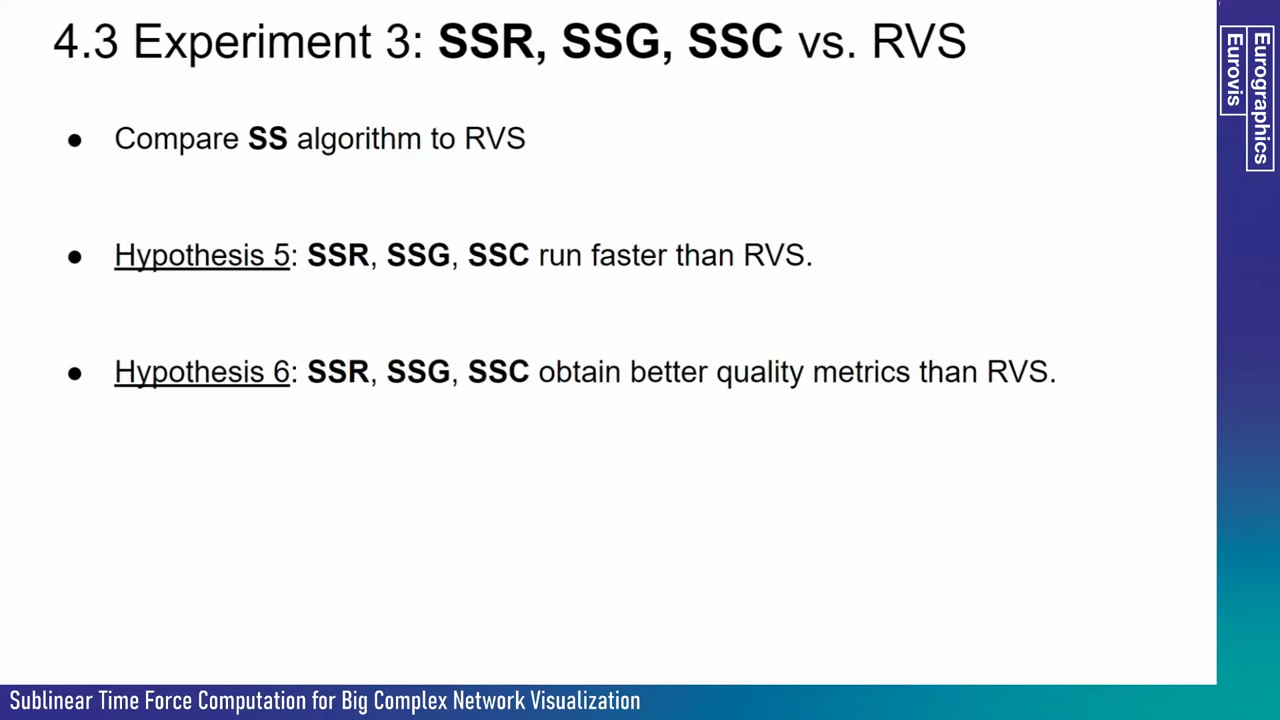 4.3 Experiment 3: SSR, SSG, SSC vs. RVS
● Compare SS algorithm to RVS
● Hypothesis 5: SSR, SSG, SSC run faster than RVS.
● Hypothesis 6: SSR, SSG, SSC obtain better quality metrics than RVS.
Eurographics
Eurovis
Sublinear Time Force Computation for Big Complex Network Visualization